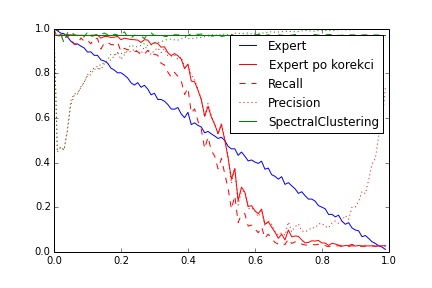 1.0
0.8
0.6
0.4
0.2
0.0
Expert
Expert po korekci
Recall
Precision
SpectralClustering
0.0 0.2 0.4 0.6 0.8 1.0